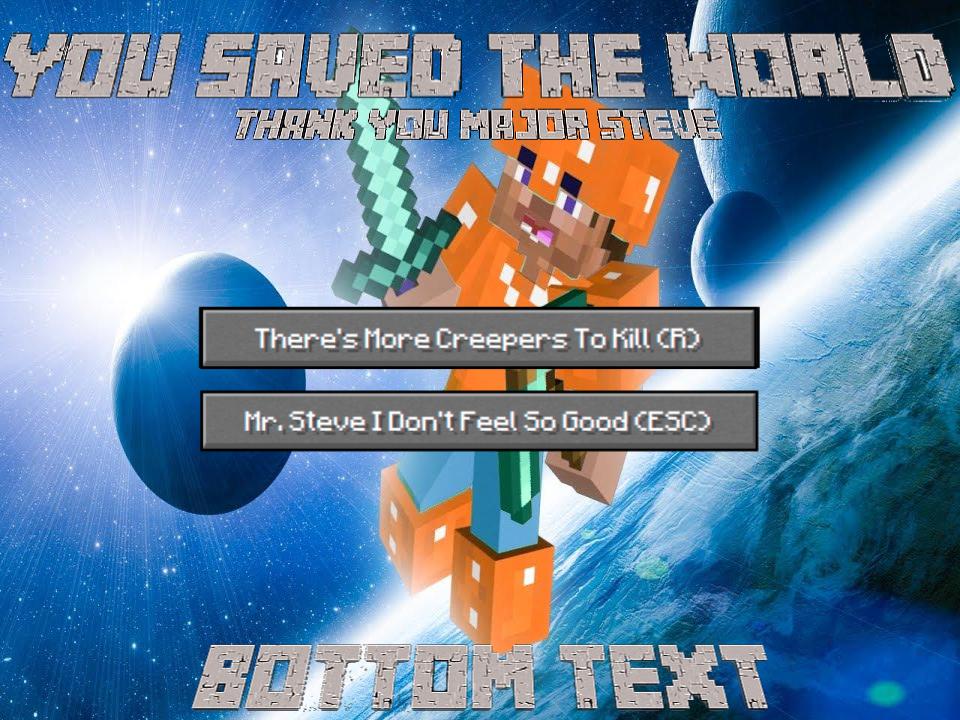 YOU SAVED THE WORLD
THANK YOU MAJOR STEVE
There's More Creepers To Kill (R)
Mr. Steve I Don't Feel So Good (ESC)
BOTTOM TEXT